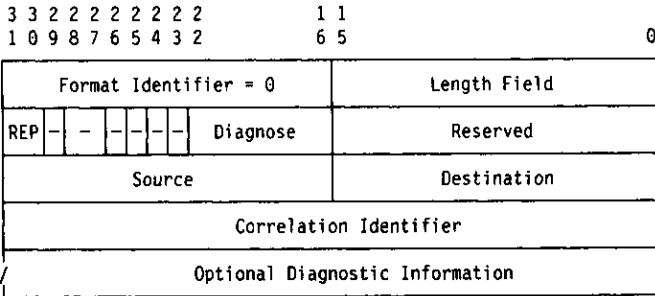 3 3 2 2 2 2 2 2 2 2 1 1
1 0 9 8 7 6 5 4 3 2 6 5 0
Format Identifier = 0 Length Field
REP - - - - - - Diagnose Reserved
Source Destination
Correlation Identifier
Optional Diagnostic Information